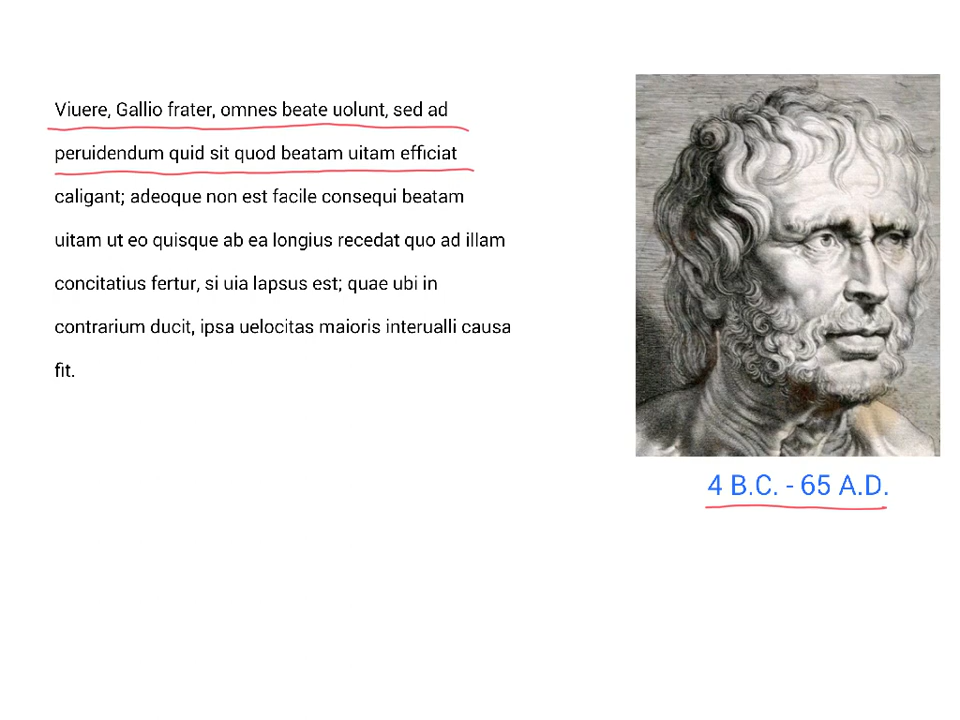 Viuere, Gallio frater, omnes beate uolunt, sed ad
peruidendum quid sit quod beatam uitam efficiat
caligant; adeoque non est facile consequi beatam
uitam ut eo quisque ab ea longius recedat quo ad illam
concitatius fertur, si uia lapsus est; quae ubi in
contrarium ducit, ipsa uelocitas maioris interualli causa
fit.
4 B.C. - 65 A.D.